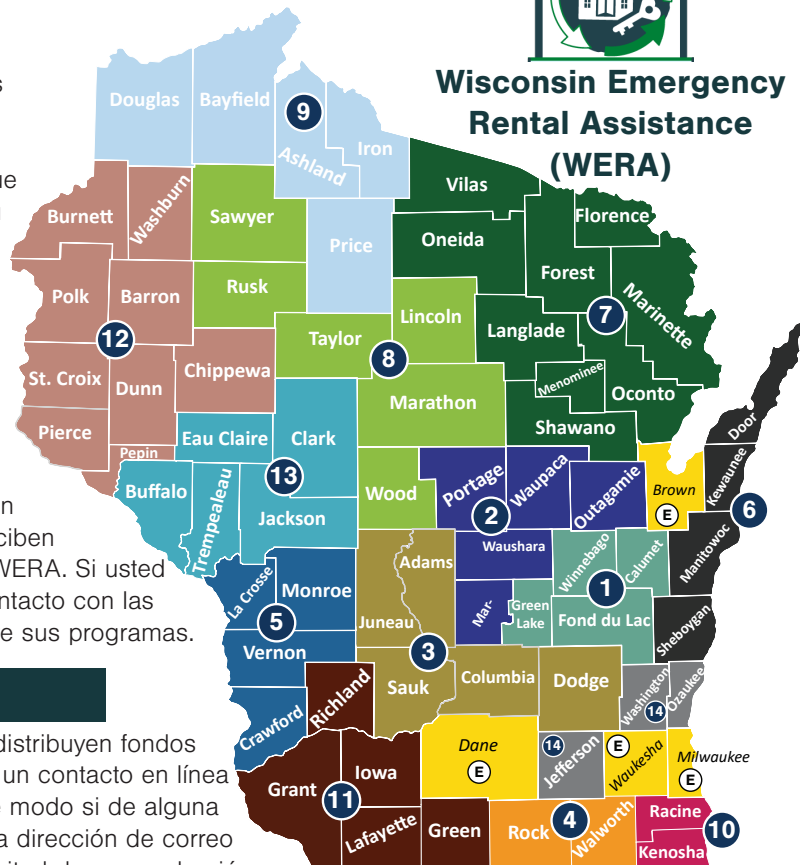 Wisconsin Emergency
Rental Assistance
(WERA)
s
ue
n
ciben
WERA. Si usted
ntacto con las
e sus programas.
distribuyen fondos
un contacto en línea
e modo si de alguna
a dirección de correo
Douglas
Bayfield
9
Ashland
Iron
Vilas
Florence
Burnett
Washburn
Sawyer
Price
Oneida
Forest
Marinette
Polk
Barron
Rusk
Taylor
Lincoln
Langlade
7
12
8
St. Croix
Dunn
Chippewa
Menominee
Oconto
Marathon
Shawano
Pierce
Pepin
Eau Claire
Clark
Door
13
Buffalo
Trempealeau
Jackson
Wood
Portage
2
Waupaca
Outagamie
Brown
E
Kewaunee
6
Manitowoc
Adams
Waushara
Winnebago
Calumet
1
La Crosse
Monroe
5
Juneau
Mar-
Green
Lake
Fond du Lac
Sheboygan
Vernon
3
Richland
Sauk
Columbia
Dodge
Washington
14
Ozaukee
Crawford
Dane
E
14
Jefferson
E
Waukesha
Milwaukee
E
Grant
Iowa
11
Lafayette
Green
Rock
4
Walworth
Racine
10
Kenosha